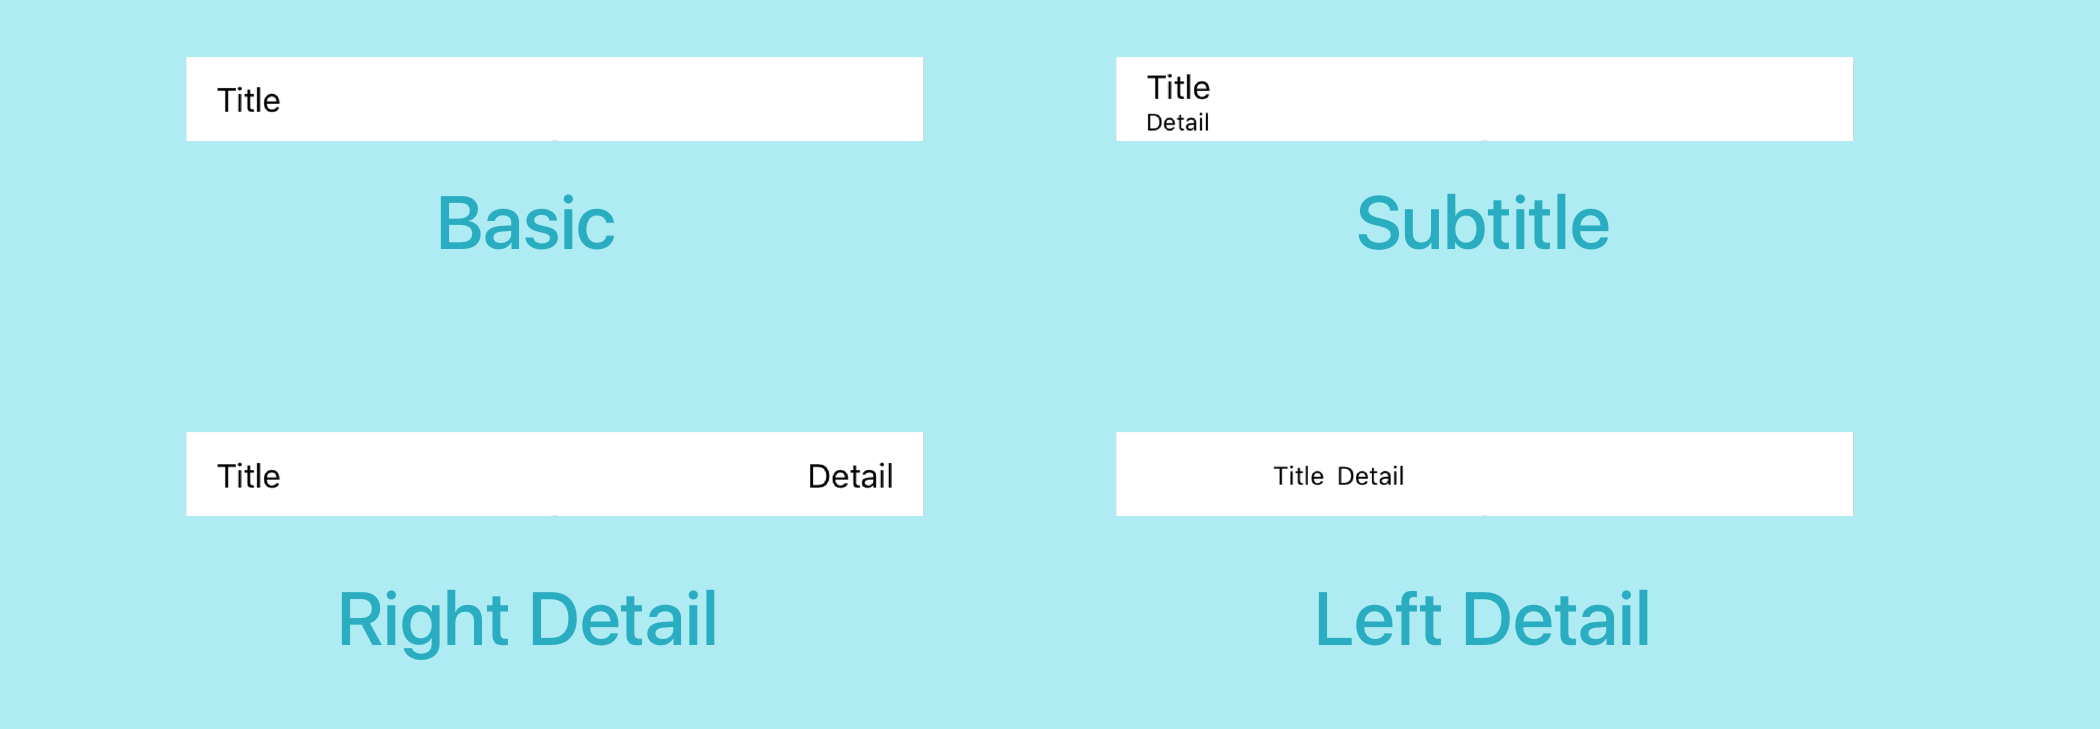 Title
Basic
Title
Detail
Subtitle
Title Detail
Right Detail
Title Detail
Left Detail